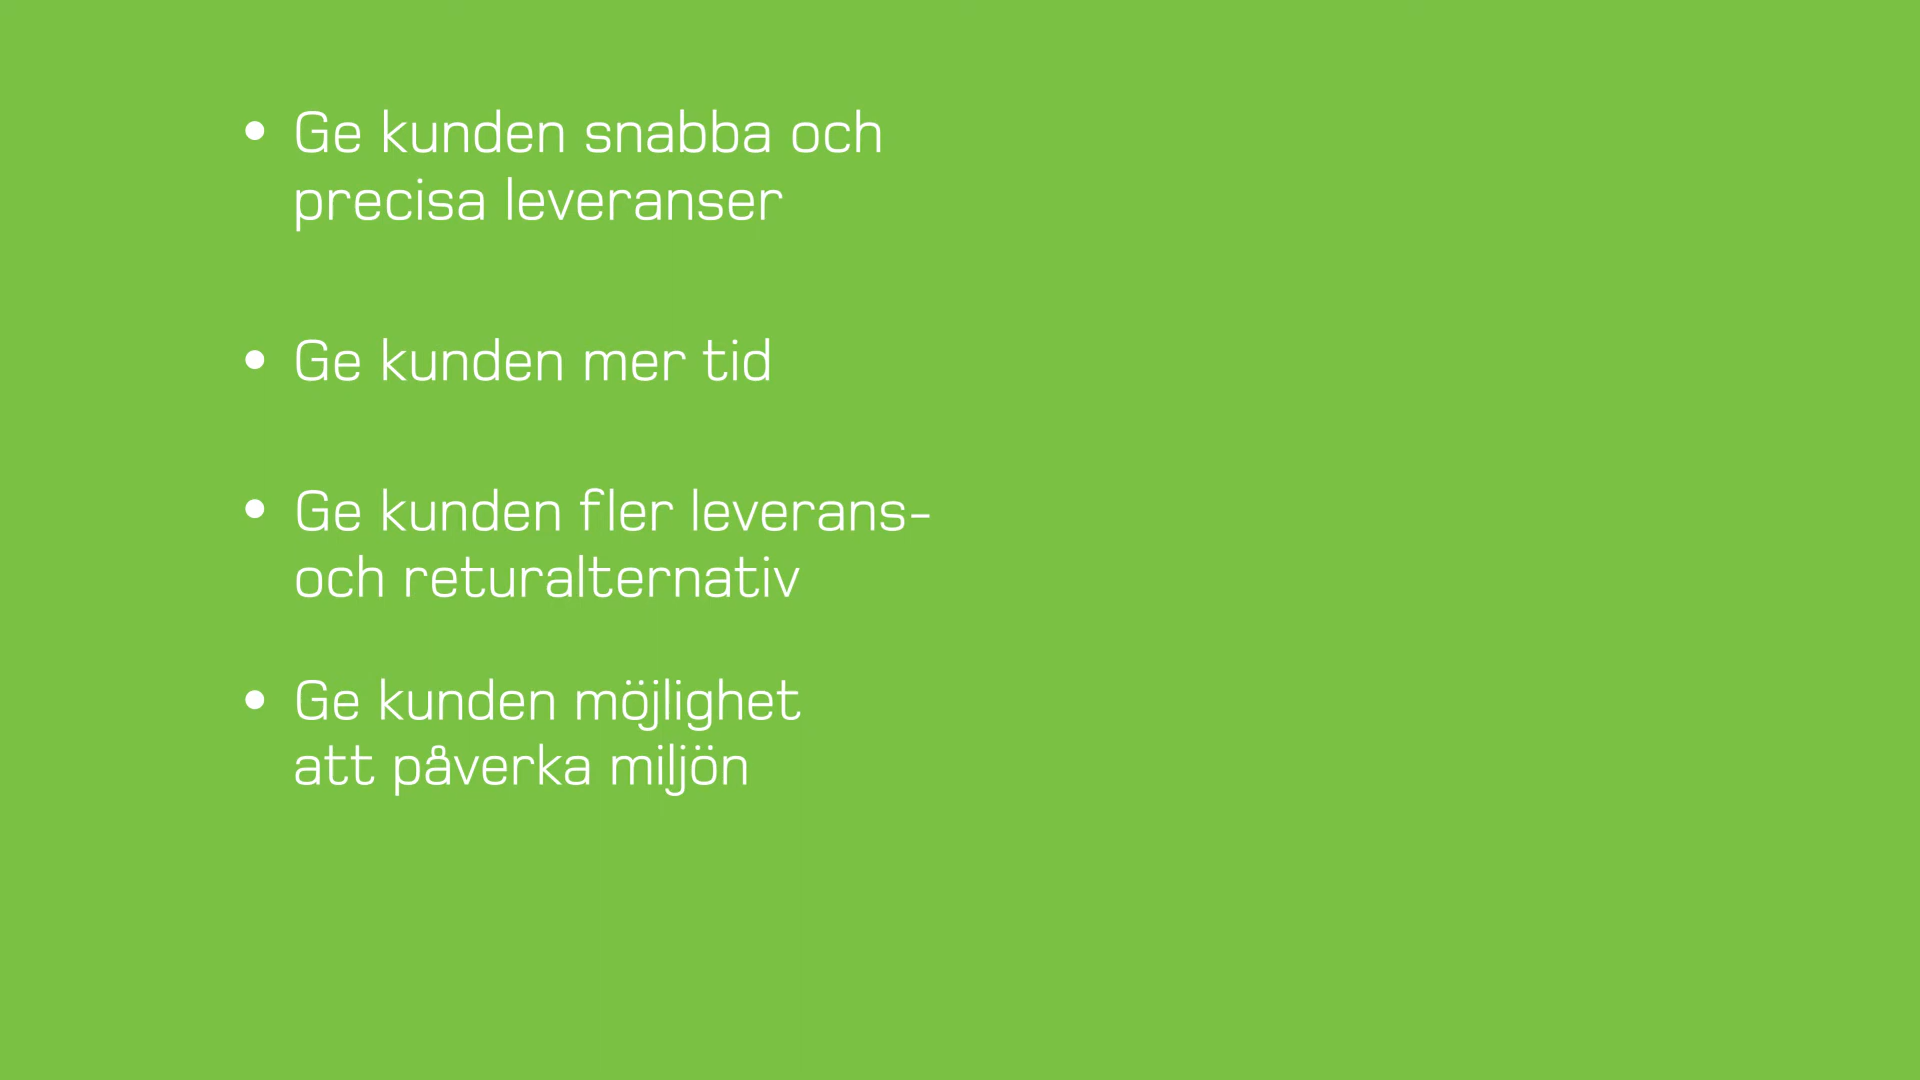 • Ge kunden snabba och
precisa leveranser
• Ge kunden mer tid
• Ge kunden fler leverans-
och returalternativ
• Ge kunden möjlighet
att påverka miljön